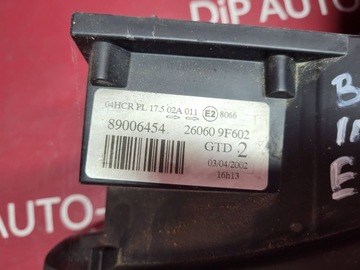 DiP AUTO
04HCR PL 17.5 02A 011 E2 8066
89006454 26060 9F602
GTD 2
03/04/2002
16h13